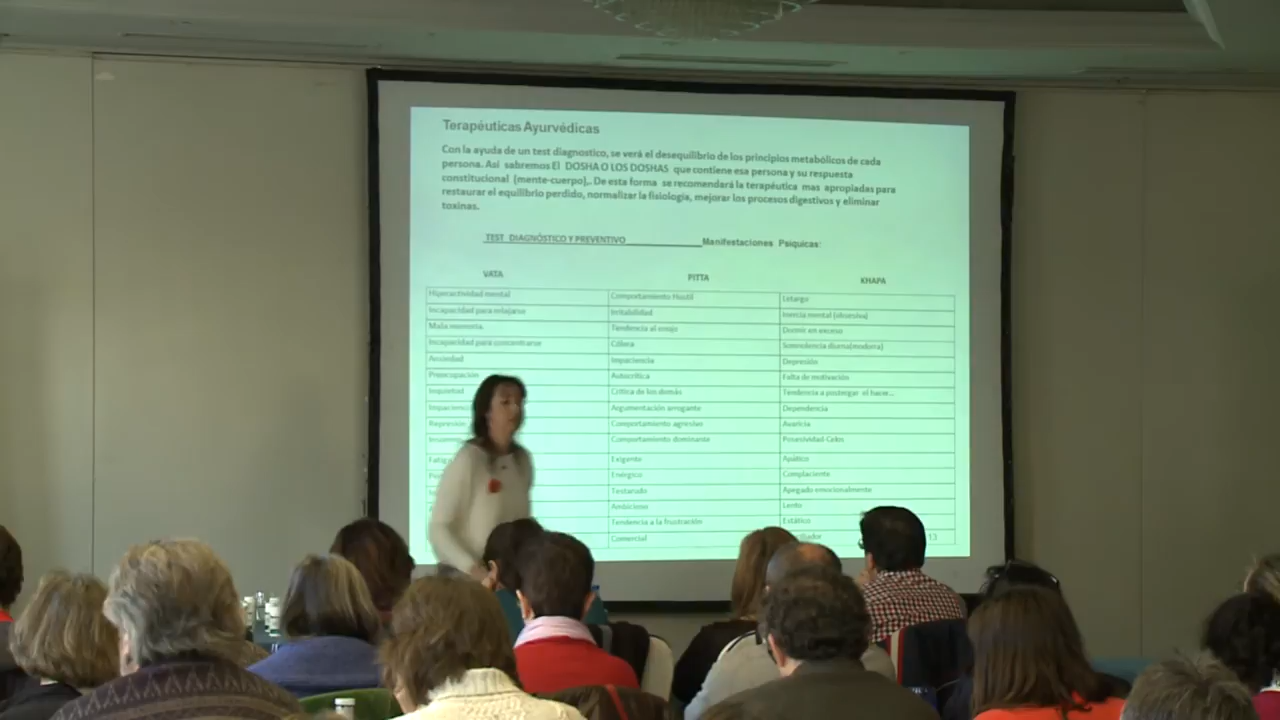 Terapéuticas Ayurvédicas
Con la ayuda de un test diagnostico, se verá el desequilibrio de los principios metabólicos de cada
persona. Así sabremos El DOSHA O LOS DOSHAS que contiene esa persona y su respuesta
constitucional (mente-cuerpo),. De esta forma se recomendará la terapéutica mas apropiadas para
restaurar el equilibrio perdido, normalizar la fisiología, mejorar los procesos digestivos y eliminar
toxinas.
TEST DIAGNÓSTICO Y PREVENTIVO Manifestaciones Psiquicas:
VATA PITTA KHAPA
Hiperactividad mental Comportamiento Hostil Letargo
Incapacidad para relajarse Irritabilidad Inercia mental (obsesiva)
Mala memoria. Tendencia al enojo Dormir en exceso
Incapacidad para concentrarse Cólera Somnolencia diurna(modorra)
Ansiedad Impaciencia Depresión
Preocupación Autocrítica Falta de motivación
Inquietud Crítica de los demás Tendencia a postergar el hacer...
Argumentación arrogante Dependencia
Comportamiento agresivo Avaricia
Comportamiento dominante Posesividad-Celos
Exigente Apático
Enérgico Complaciente
Testarudo Apegado emocionalmente
Ambicioso Lento
Tendencia a la frustración Estático
Comercial 13